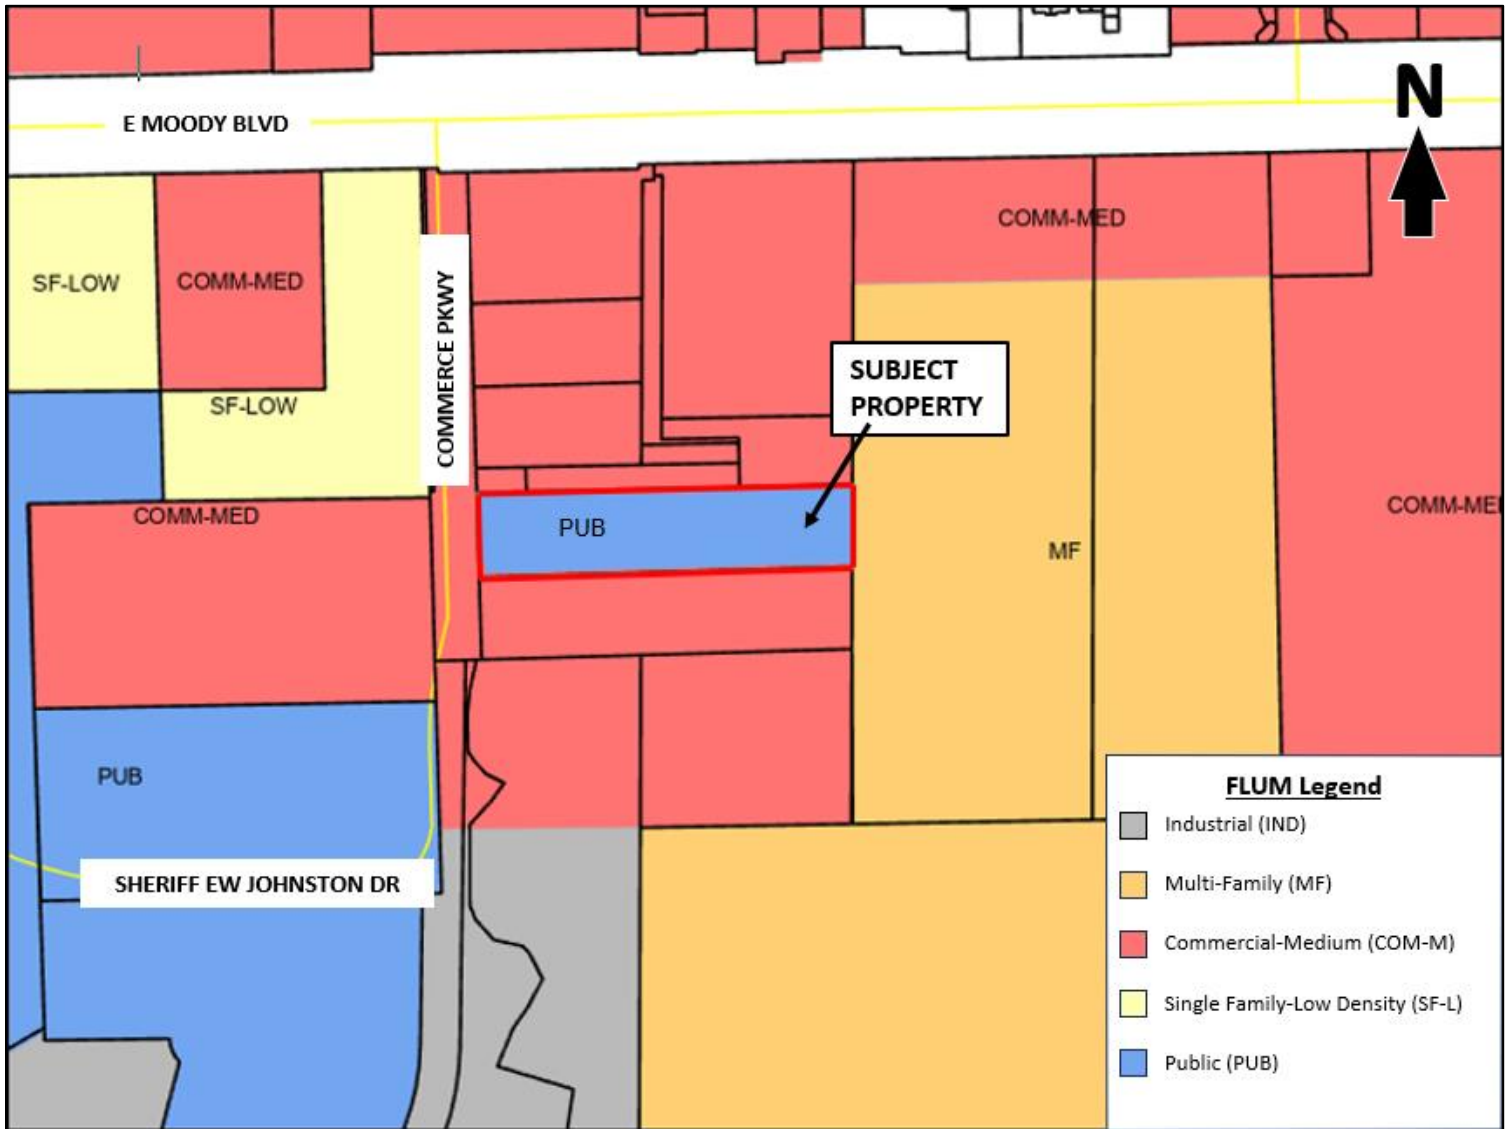 N
E MOODY BLVD
COMM-MED
SF-LOW
COMM-MED
COMMERCE PKWY
SUBJECT
PROPERTY
SF-LOW
COMM-MED
COMM-ME
PUB
MF
PUB
SHERIFF EW JOHNSTON DR
FLUM Legend
Industrial (IND)
Multi-Family (MF)
Commercial-Medium (COM-M)
Single Family-Low Density (SF-L)
Public (PUB)